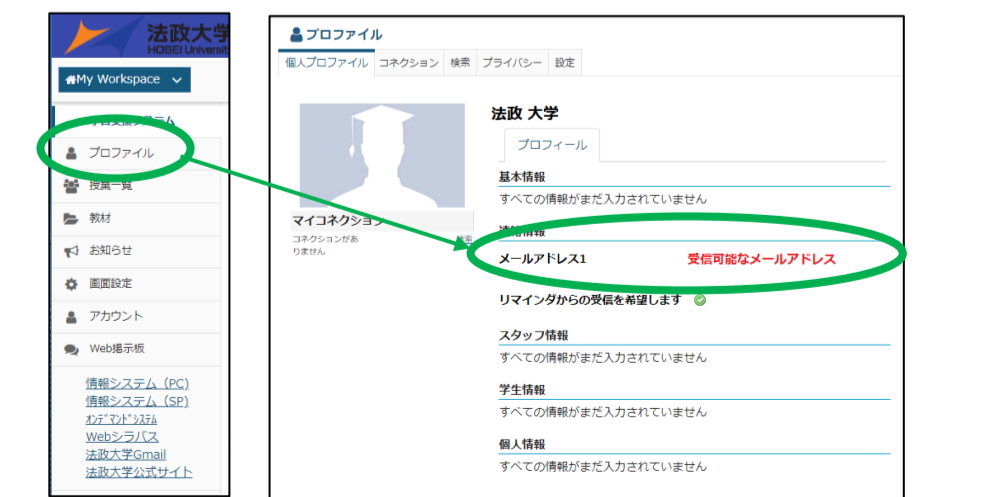 法政大学
HOSEI Universit
My Workspace
プロファイル
授業一覧
教材
お知らせ
画面設定
アカウント
Web掲示板
情報システム（PC)
情報システム（SP)
ｵﾝﾃﾞﾏﾝﾄﾞｼｽﾃﾑ
Webシラバス
法政大学Gmail
法政大学公式サイト
プロファイル
個人プロファイル コネクション 検索 プライバシー 設定
マイコネクション
コネクションがあ 検索
りません
法政 大学
プロフィール
基本情報
すべての情報がまだ入力されていません
連絡情報
メールアドレス1 受信可能なメールアドレス
リマインダからの受信を希望します
スタッフ情報
すべての情報がまだ入力されていません
学生情報
すべての情報がまだ入力されていません
個人情報
すべての情報がまだ入力されていません